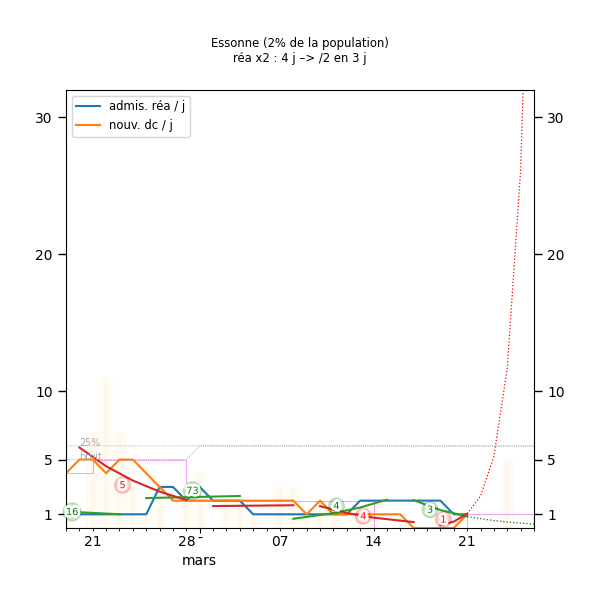 Essonne (2% de la population)
réa x2 : 4 j –> /2 en 3 j
admis. réa / j
nouv. dc / j
30 30
20 20
10 10
25%
5 5
5
73
16
4
4
3
1
1 1
21 28 07 14 21
mars